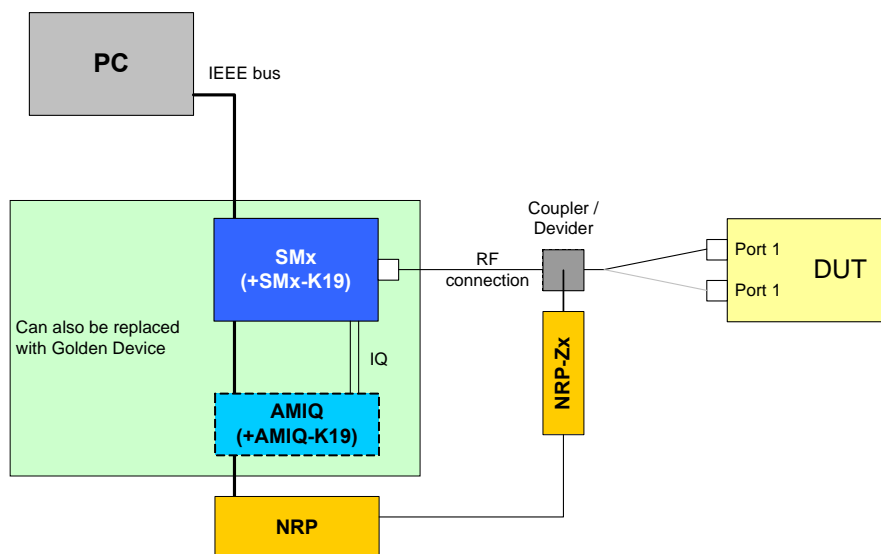 PC
IEEE bus
SMx
(+SMx-K19)
Can also be replaced
with Golden Device
IQ
AMIQ
(+AMIQ-K19)
NRP
RF
connection
Coupler /
Devider
NRP-Zx
Port 1
Port 1
DUT